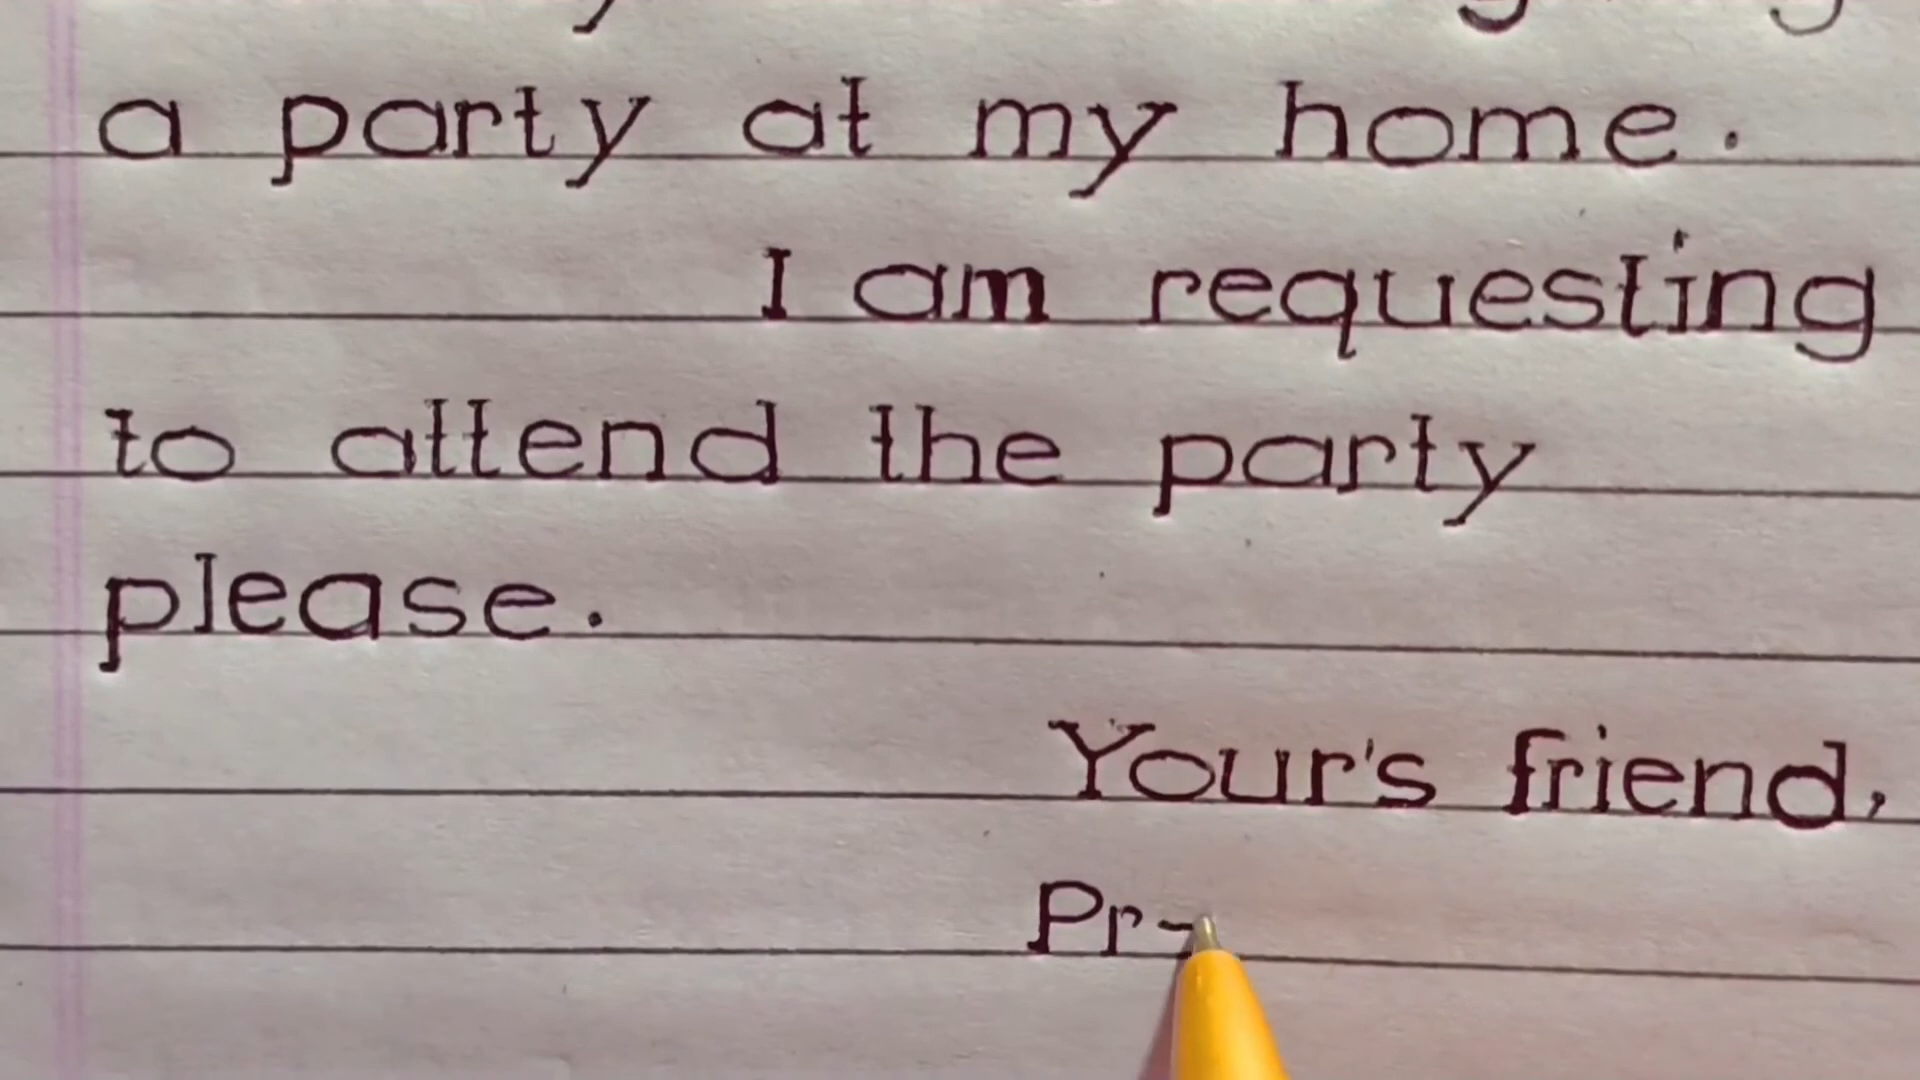 a party at my home.
I am requesting
to attend the party
please.
Your's friend,
Pr